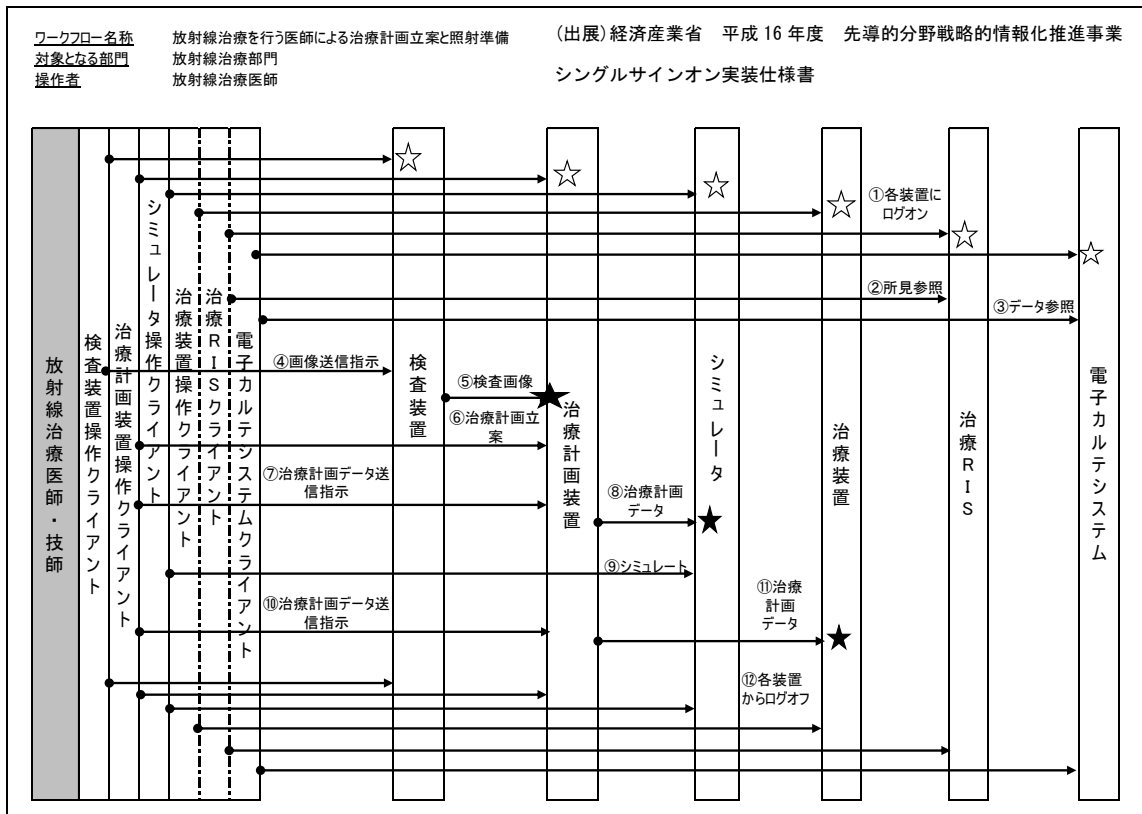 ワークフロー名称 放射線治療を行う医師による治療計画立案と照射準備
対象となる部門 放射線治療部門
操作者 放射線治療医師
(出展)経済産業省 平成16年度 先導的分野戦略的情報化推進事業
シングルサインオン実装仕様書
①各装置に
ログオン
②所見参照
③データ参照
④画像送信指示
⑤検査画像
⑥治療計画立
案
⑦治療計画データ送
信指示
⑧治療計画
データ
⑨シミュレート
⑩治療計画データ送
信指示
⑪治療
計画
データ
⑫各装置
からログオフ
放射線治療医師・技師
検査装置操作クライアント
治療計画装置操作クライアント
シミュレータ操作クライアント
治療装置操作クライアント
治療RISクライアント
電子カルテシステムクライアント
検査装置
治療計画装置
シミュレータ
治療装置
治療RIS
電子カルテシステム